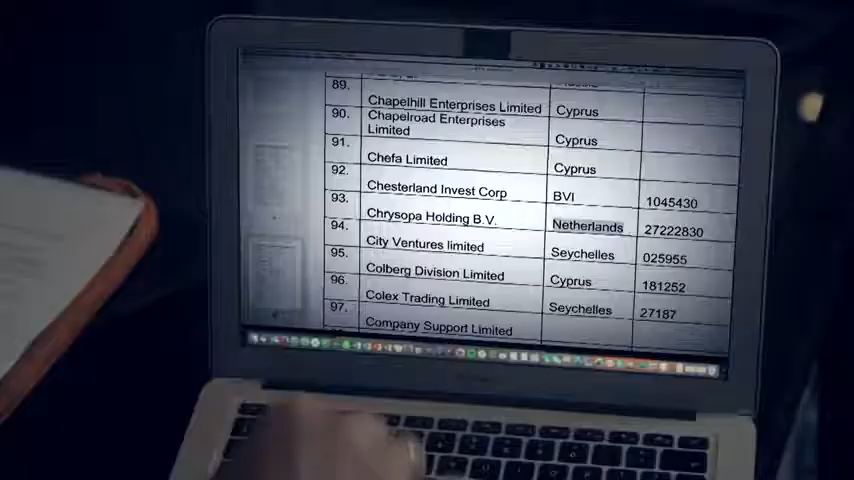 89.
Chapelhill Enterprises Limited Cyprus
90. Chapelroad Enterprises
Limited Cyprus
91.
Chefa Limited Cyprus
92.
Chesterland Invest Corp BVI 1045430
93.
Chrysopa Holding B.V. Netherlands 27222830
94.
City Ventures limited Seychelles 025955
95.
Colberg Division Limited Cyprus 181252
96.
Colex Trading Limited Seychelles 27187
97.
Company Support Limited